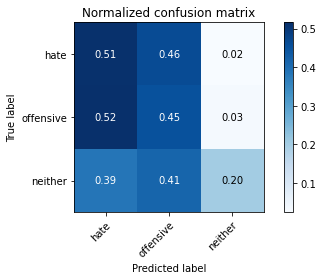 Normalized confusion matrix
hate 0.51 0.46 0.02
offensive 0.52 0.45 0.03
neither 0.39 0.41 0.20
hate offensive neither
True label
Predicted label
0.5
0.4
0.3
0.2
0.1